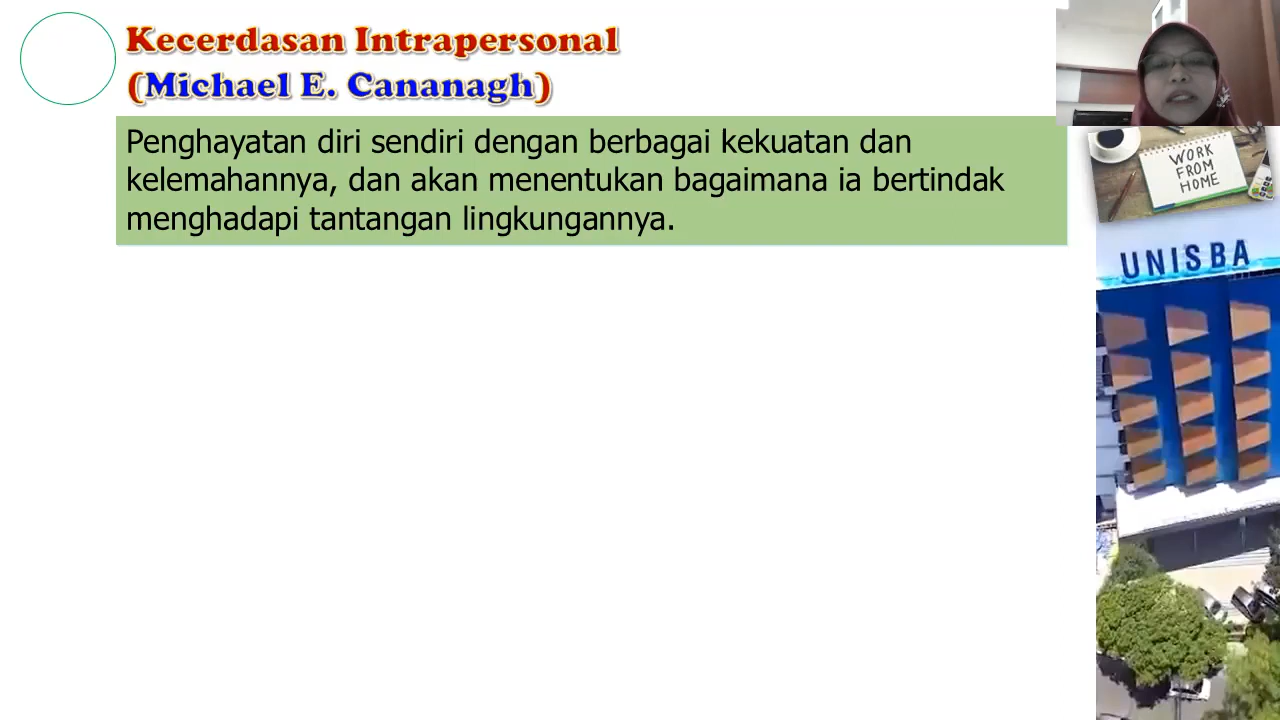 Kecerdasan Intrapersonal
(Michael E. Cananagh)
Penghayatan diri sendiri dengan berbagai kekuatan dan
kelemahannya, dan akan menentukan bagaimana ia bertindak
menghadapi tantangan lingkungannya.
WORK
FROM
HOME
UNISBA